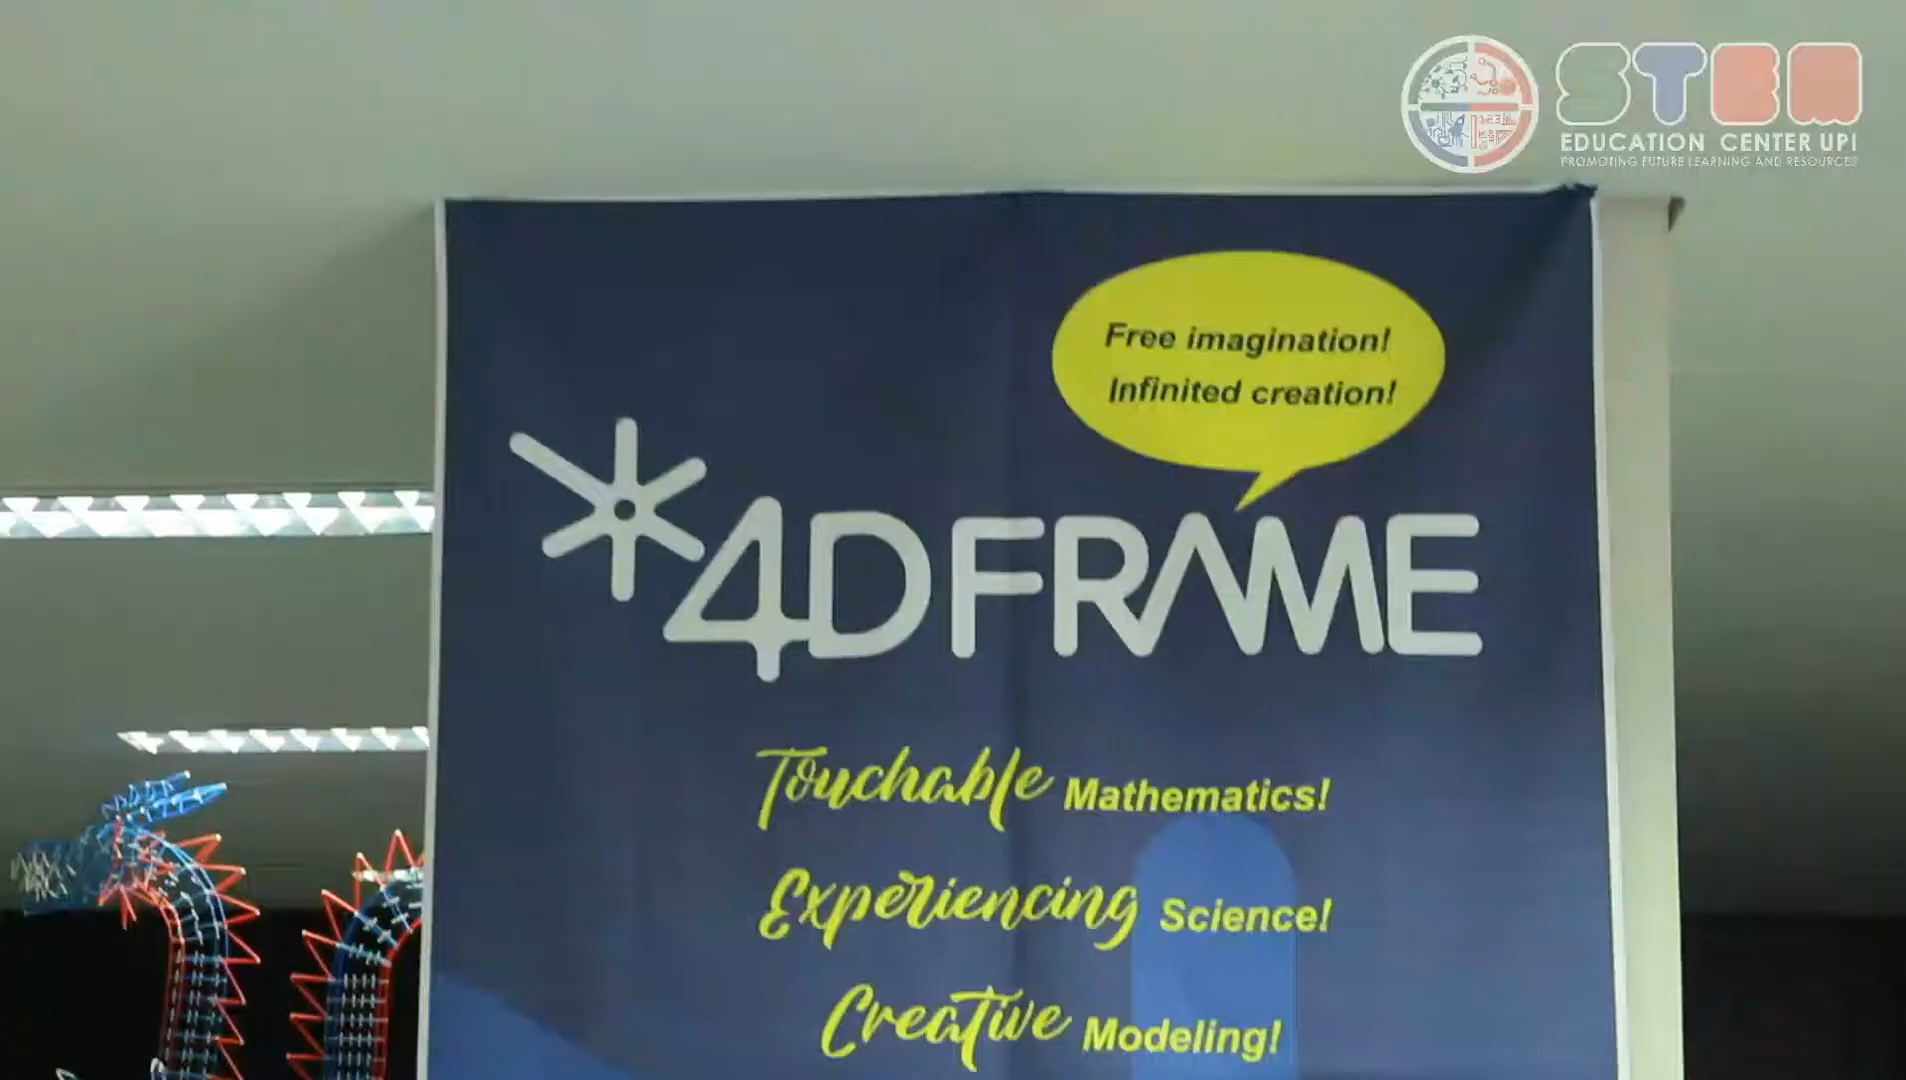 STEM
EDUCATION CENTER UPI
PROMOTING FUTURE LEARNING AND RESOURCES
Free imagination!
Infinited creation!
4DFRAME
Touchable Mathematics!
Experiencing Science!
Creative Modeling!